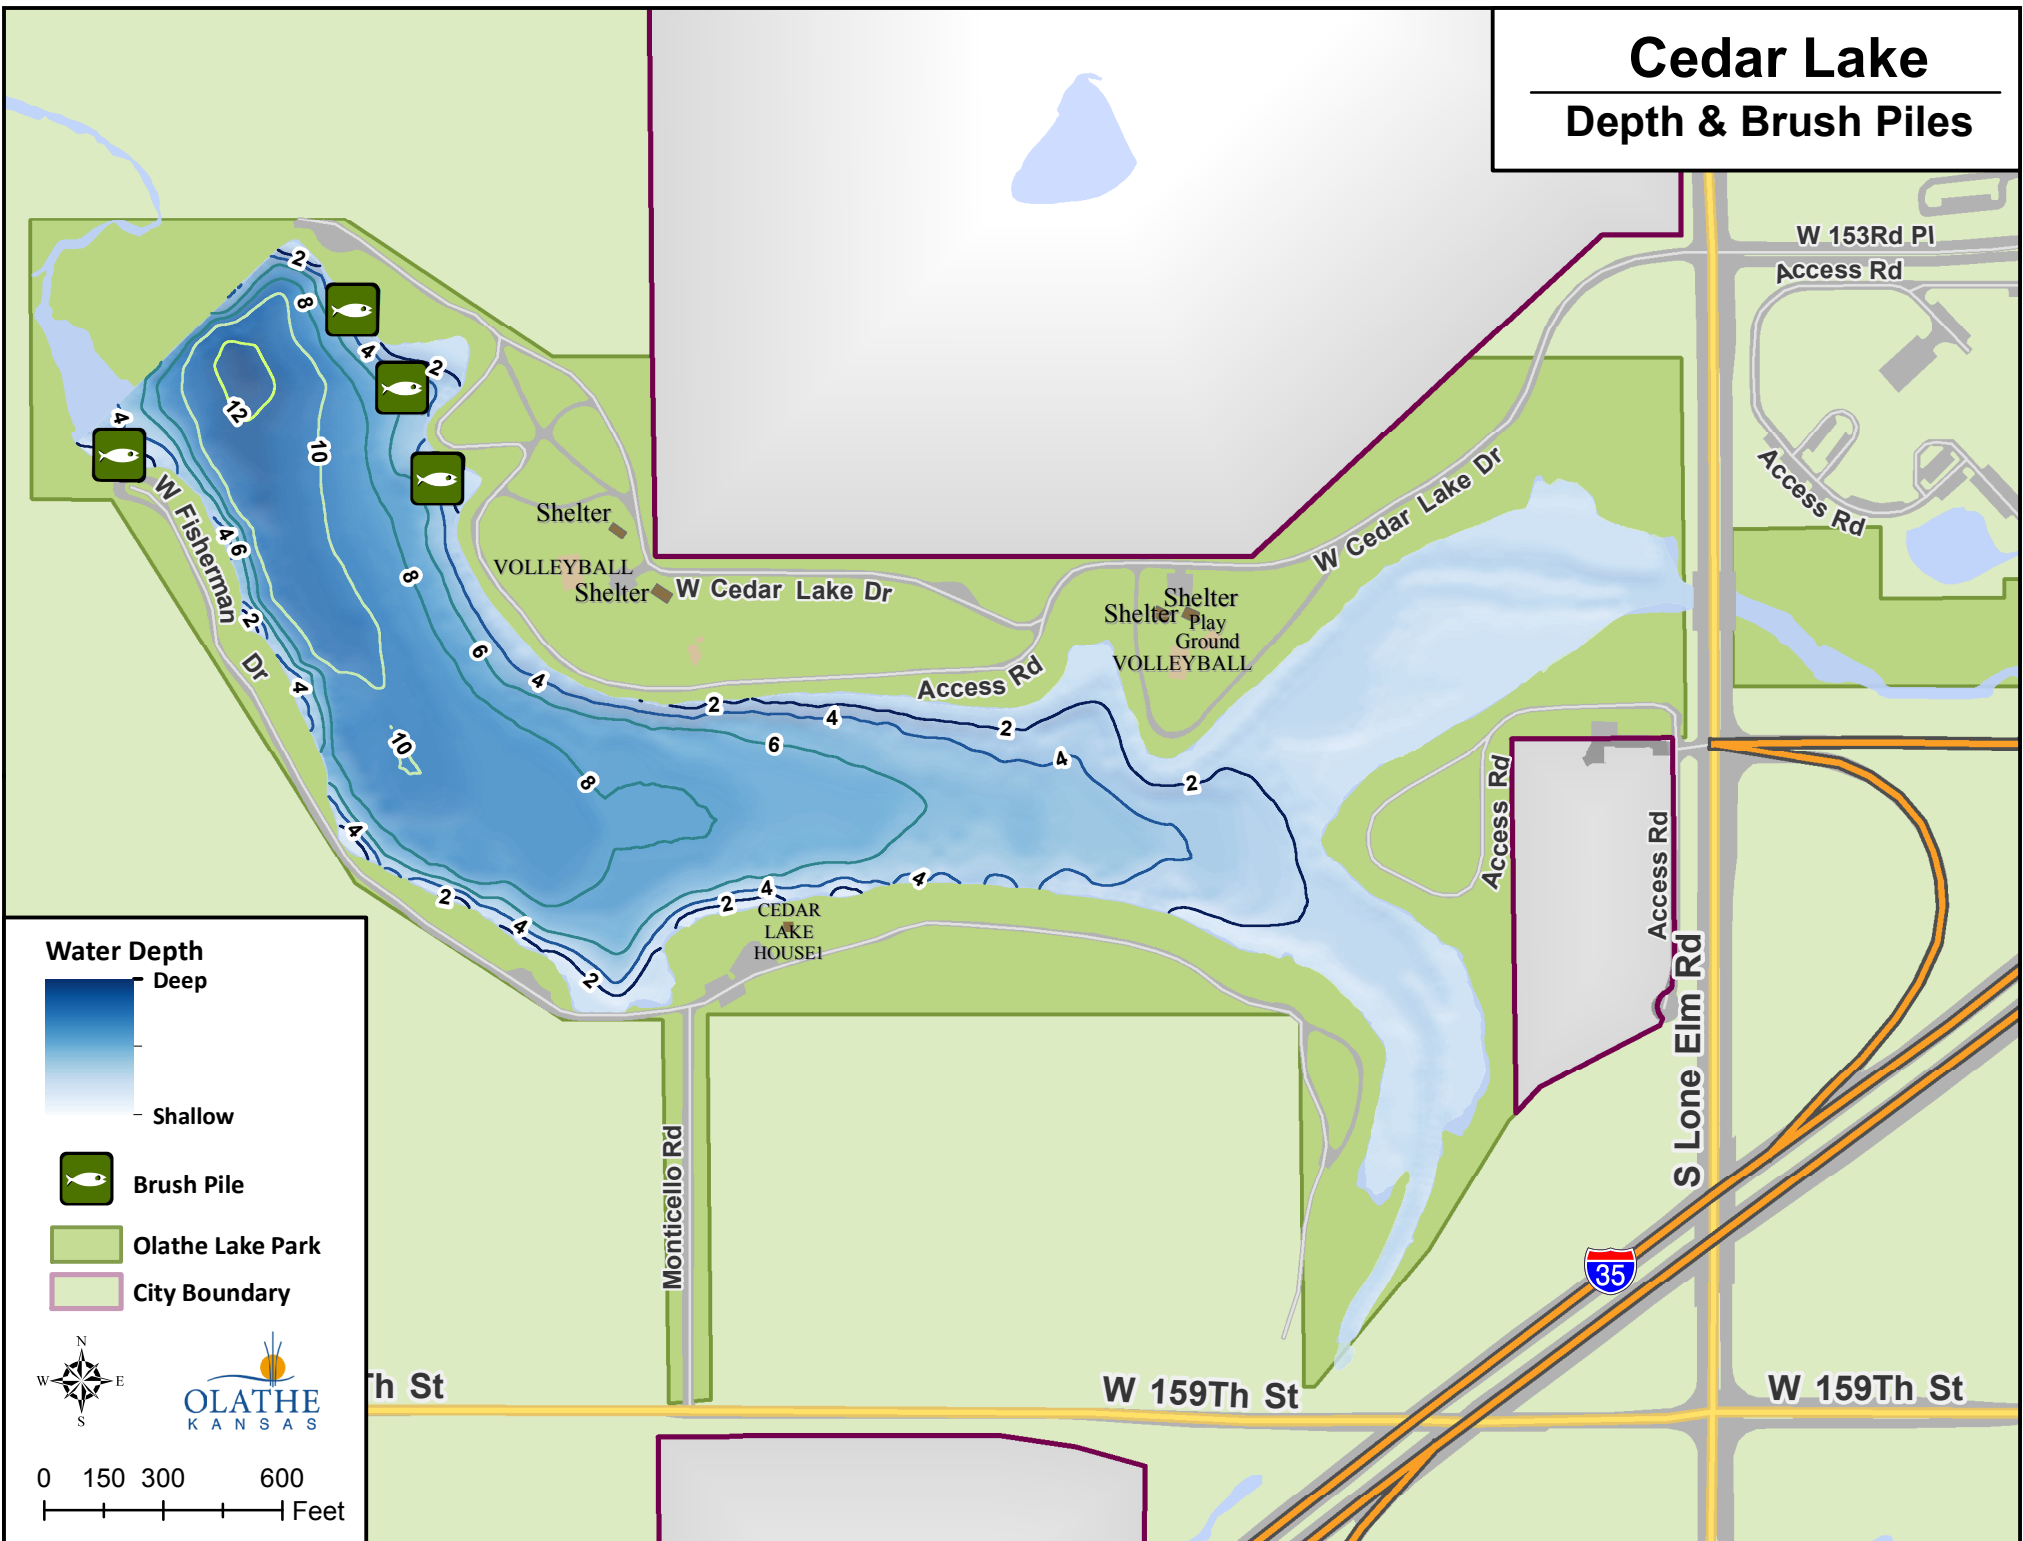 Cedar Lake
Depth & Brush Piles
W 153Rd Pl
Access Rd
Access Rd
2
8
4
2
12
10
4
W Fisherman Dr
4
6
2
4
8
6
4
10
Shelter
VOLLEYBALL
Shelter
W Cedar Lake Dr
W Cedar Lake Dr
Shelter
Shelter
Play
Ground
VOLLEYBALL
Access Rd
2
4
2
6
4
2
8
4
2
4
2
4
2
4
CEDAR
LAKE
HOUSE1
Access Rd
Access Rd
S Lone Elm Rd
Monticello Rd
35
Th St
W 159Th St
W 159Th St
Water Depth
Deep
Shallow
Brush Pile
Olathe Lake Park
City Boundary
N
W E
S
OLATHE
KANSAS
0 150 300 600
Feet